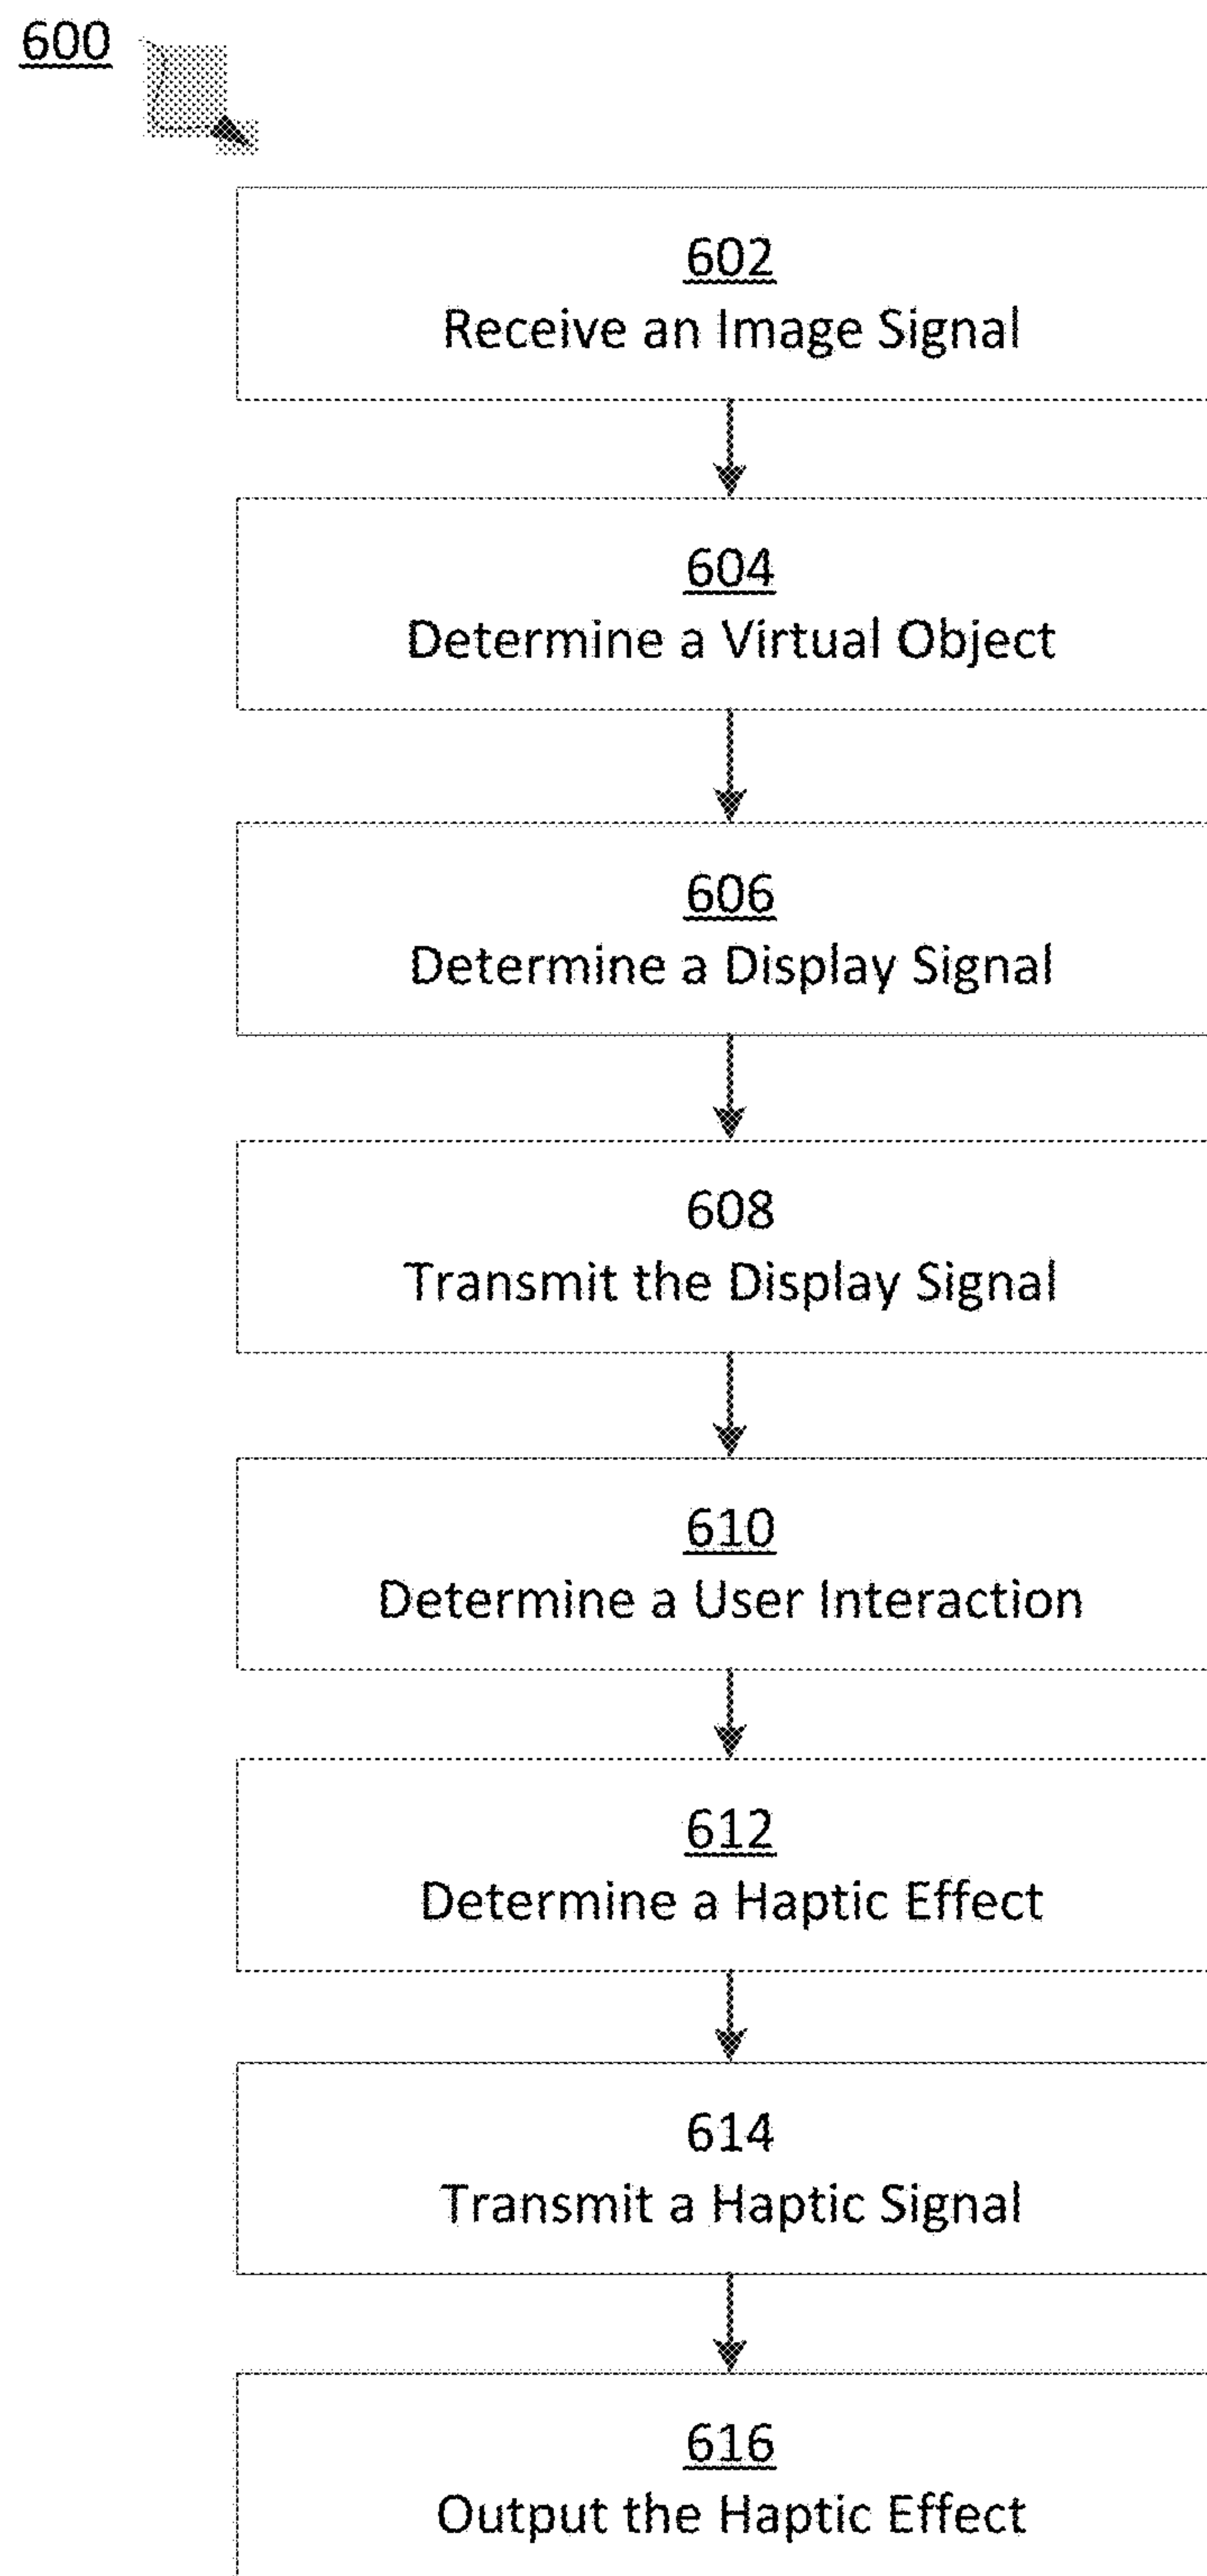 600
602
Receive an Image Signal
604
Determine a Virtual Object
606
Determine a Display Signal
608
Transmit the Display Signal
610
Determine a User Interaction
612
Determine a Haptic Effect
614
Transmit a Haptic Signal
616
Output the Haptic Effect